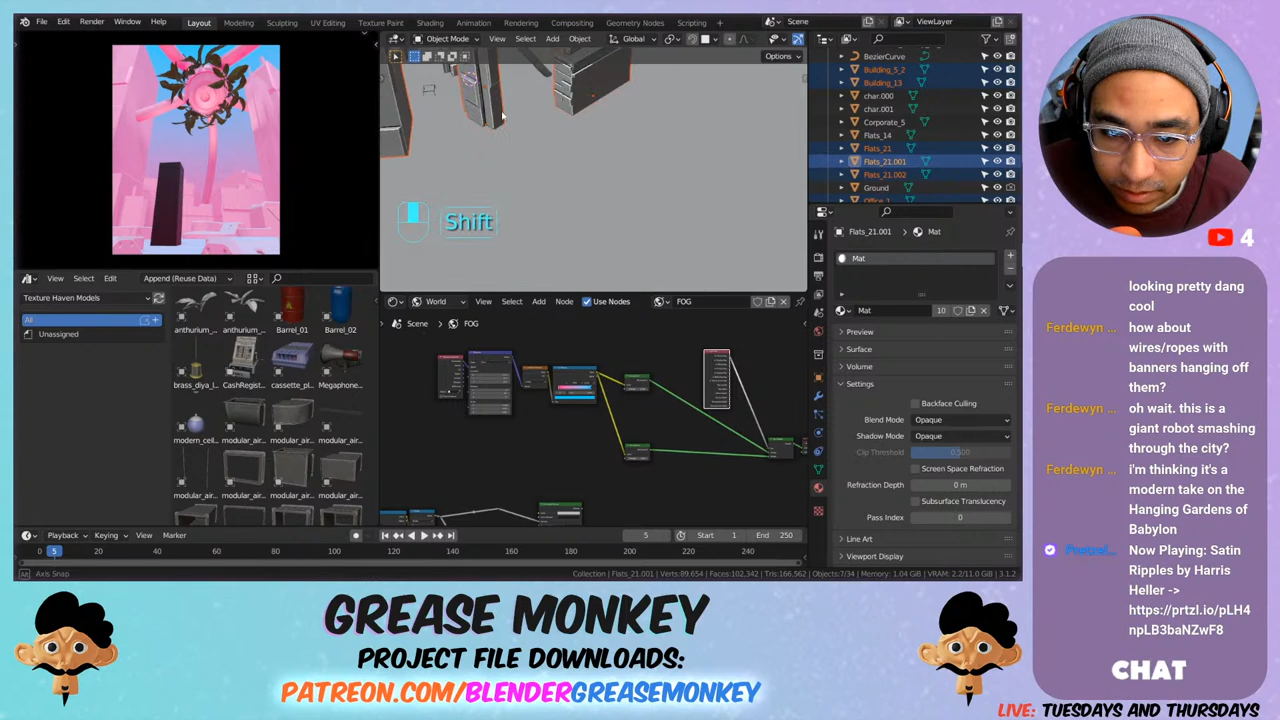 File Edit Render Window Help Layout Modeling Sculpting UV Editing Texture Paint Shading Animation Rendering Compositing Geometry Nodes Scripting Scene ViewLayer
Object Mode View Select Add Object Global
Options
BezierCurve
Building_5_2
Building_13
char.000
char.001
Corporate_5
Flats_14
Flats_21
Flats_21.001
Flats_21.002
Ground
Office_1
Shift
Flats_21.001 Mat
Mat
Mat 10
Preview
Surface
Volume
Settings
Backface Culling
Blend Mode Opaque
Shadow Mode Opaque
Clip Threshold 0.500
Screen Space Refraction
Refraction Depth 0 m
Subsurface Translucency
Pass Index 0
Line Art
Viewport Display
View Select Edit Append (Reuse Data)
Texture Haven Models
All
Unassigned
anthurium_... anthurium_... Barrel_01 Barrel_02
brass_diya_l... CashRegist... cassette_pl... Megaphone...
modern_ceil... modular_air... modular_air... modular_air...
modular_air... modular_air... modular_air... modular_air...
World View Select Add Node Use Nodes FOG
Scene FOG
Playback Keying View Marker 5 Start 1 End 250
0 5 20 40 60 80 100 120 140 160 180 200 220 240
Axis Snap
Collection | Flats_21.001 | Verts:89,654 | Faces:102,342 | Tris:166,562 | Objects:7/34 | Memory: 1.04 GiB | VRAM: 2.2/11.0 GiB | 3.1.2
4
looking pretty dang
cool
Ferdewyn ... how about
wires/ropes with
banners hanging off
them?
Ferdewyn ... oh wait. this is a
giant robot smashing
through the city?
Ferdewyn ... i'm thinking it's a
modern take on the
Hanging Gardens of
Babylon
Pretzel... Now Playing: Satin
Ripples by Harris
Heller ->
https://prtzl.io/pLH4
npLB3baNZwF8
CHAT
GREASE MONKEY
PROJECT FILE DOWNLOADS:
PATREON.COM/BLENDERGREASEMONKEY
LIVE: TUESDAYS AND THURSDAYS